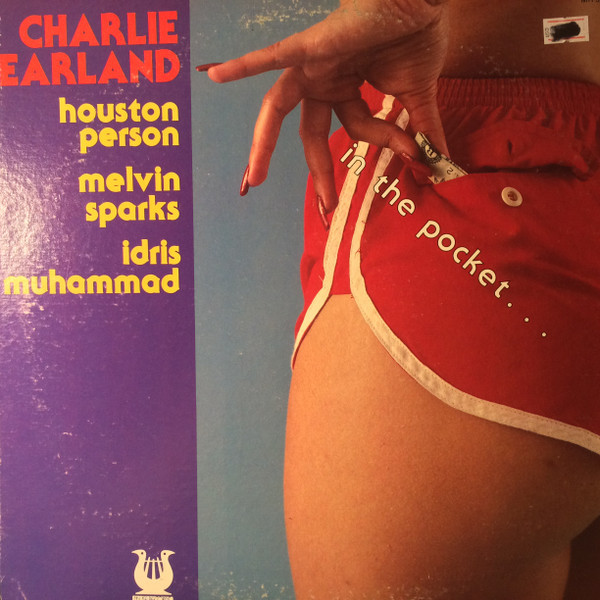 CHARLIE
EARLAND
houston
person
melvin
sparks
idris
muhammad
in the pocket...